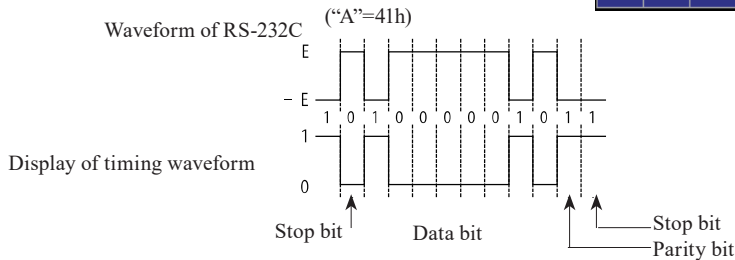 ("A"=41h)
Waveform of RS-232C
E
– E
1 0 1 0 0 0 0 0 1 0 1 1
1
Display of timing waveform
0
Stop bit
Data bit
Stop bit
Parity bit